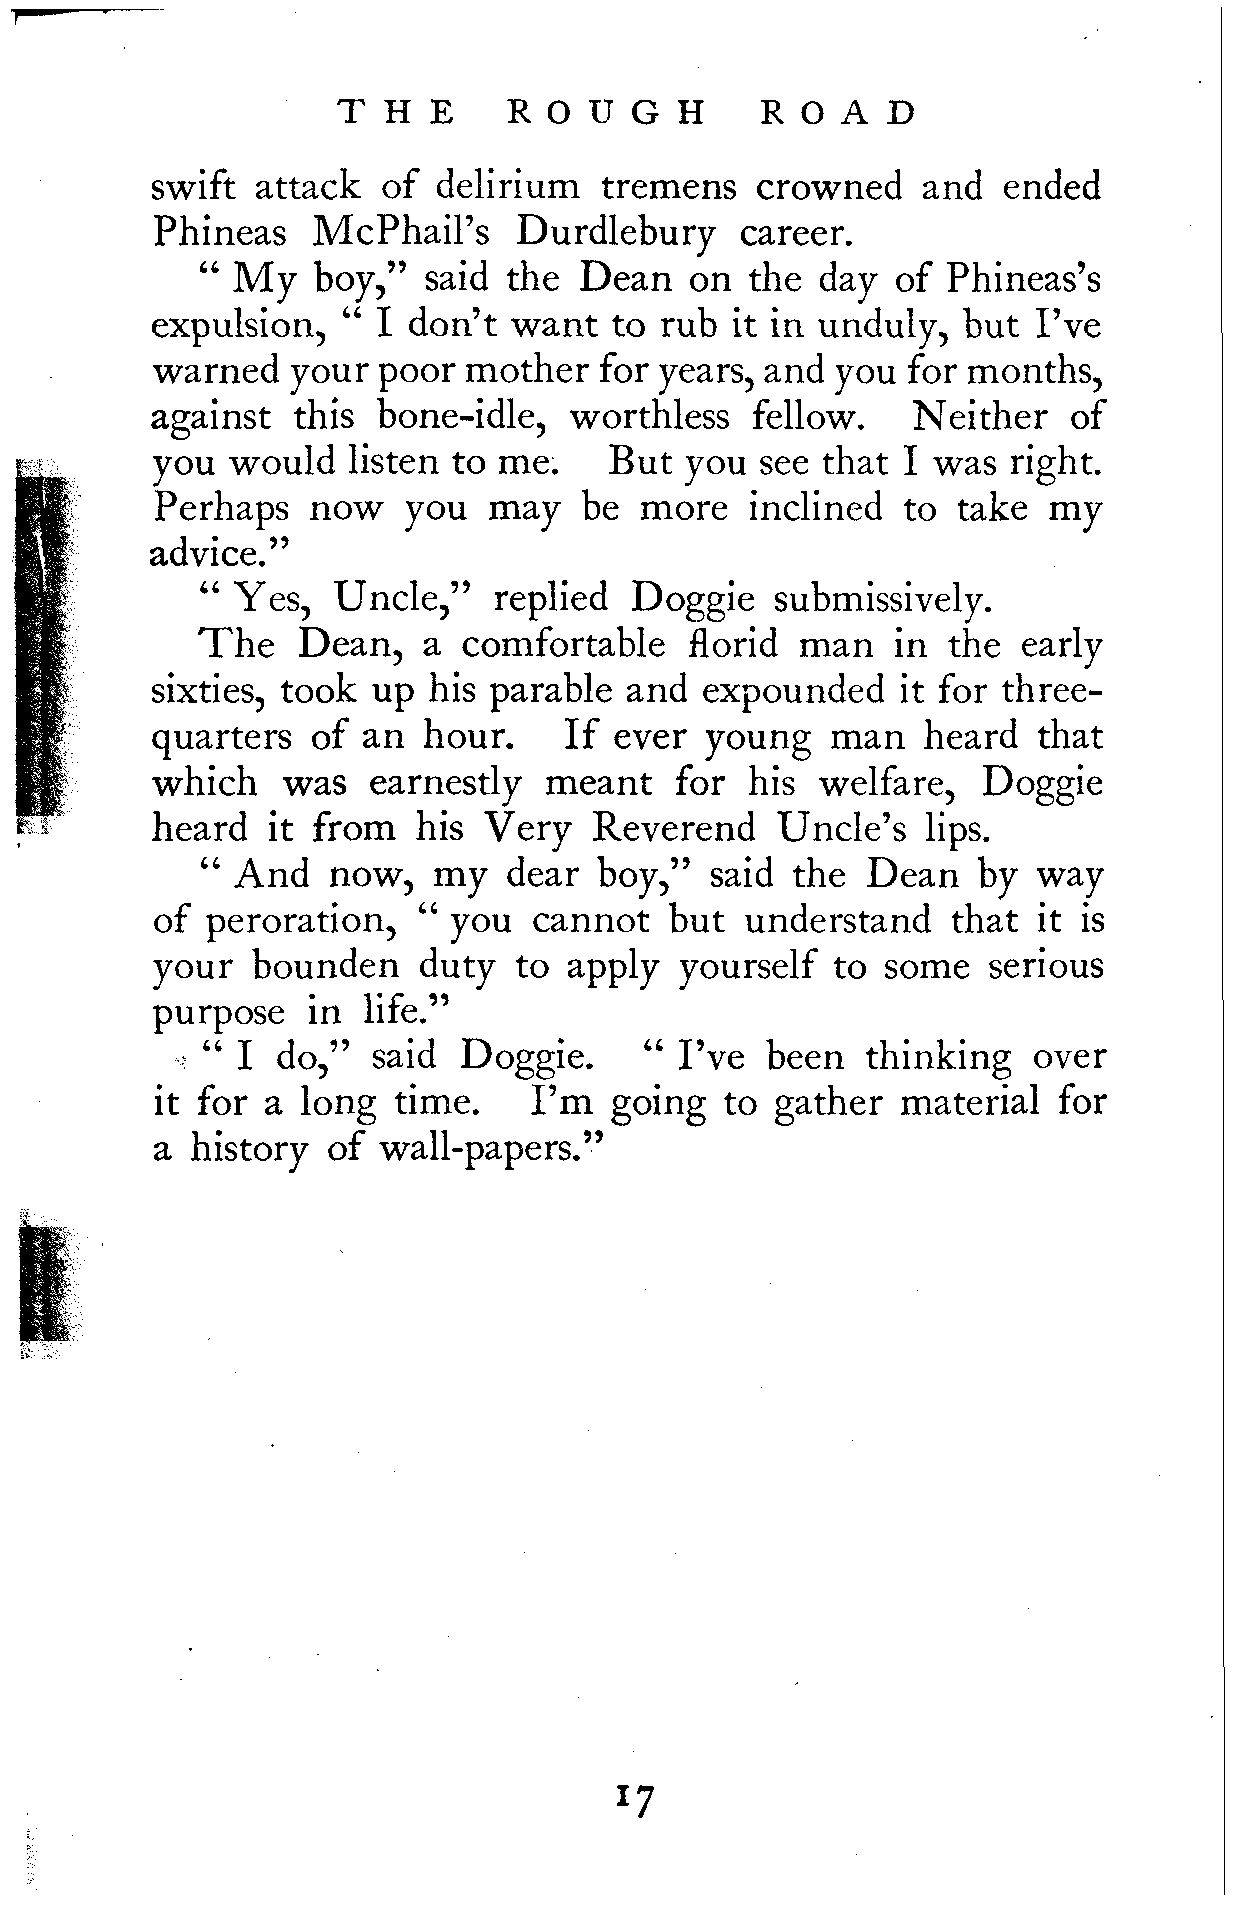 THE ROUGH ROAD
swift attack of delirium tremens crowned and ended
Phineas McPhail's Durdlebury career.
“ My boy,” said the Dean on the day of Phineas's
expulsion, “ I don't want to rub it in unduly, but I've
warned your poor mother for years, and you for months,
against this bone-idle, worthless fellow. Neither of
you would listen to me. But you see that I was right.
Perhaps now you may be more inclined to take my
advice.”
“ Yes, Uncle,” replied Doggie submissively.
The Dean, a comfortable florid man in the early
sixties, took up his parable and expounded it for three-
quarters of an hour. If ever young man heard that
which was earnestly meant for his welfare, Doggie
heard it from his Very Reverend Uncle's lips.
“ And now, my dear boy,” said the Dean by way
of peroration, “ you cannot but understand that it is
your bounden duty to apply yourself to some serious
purpose in life.”
“ I do,” said Doggie. “ I've been thinking over
it for a long time. I'm going to gather material for
a history of wall-papers.”
17